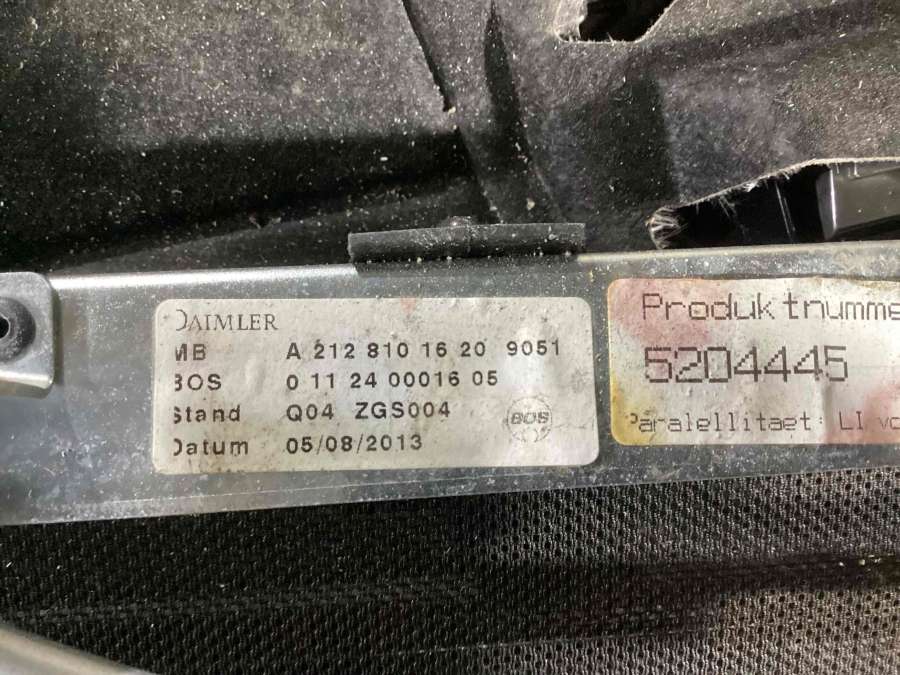 DAIMLER
MB A 212 810 16 20 9051
BOS 0 11 24 00016 05
Stand Q04 ZGS004
Datum 05/08/2013
BOS
Produktnumme
5204445
Paralellitaet: LI vo